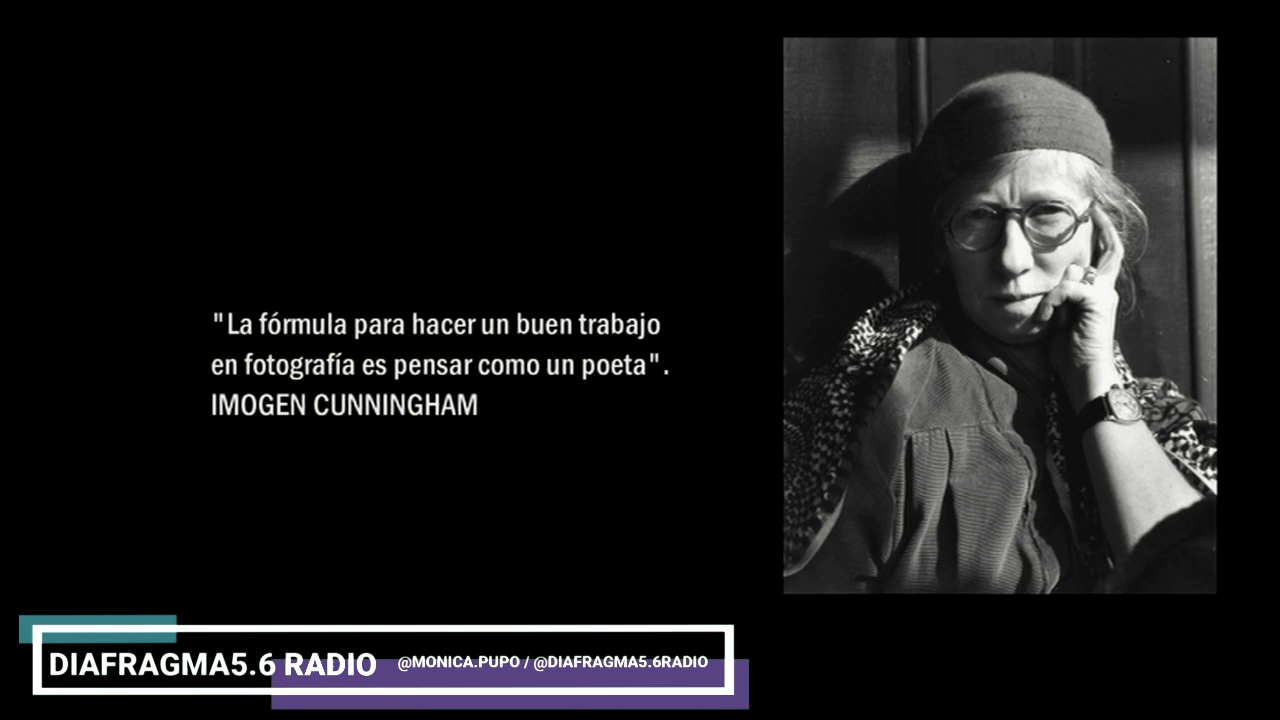 "La fórmula para hacer un buen trabajo
en fotografía es pensar como un poeta".
IMOGEN CUNNINGHAM
DIAFRAGMA5.6 RADIO @MONICA.PUPO / @DIAFRAGMA5.6RADIO